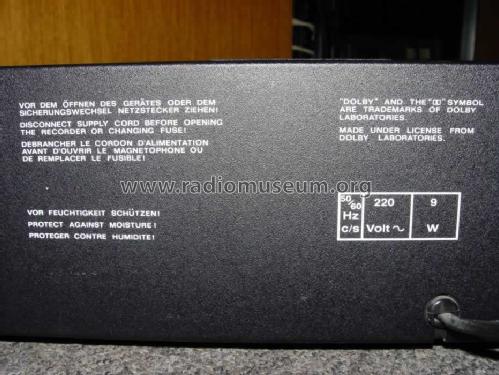 VOR DEM ÖFFNEN DES GERÄTES ODER DEM
SICHERUNGSWECHSEL NETZSTECKER ZIEHEN!
DISCONNECT SUPPLY CORD BEFORE OPENING
THE RECORDER OR CHANGING FUSE!
DEBRANCHER LE CORDON D'ALIMENTATION
AVANT D'OUVRIR LE MAGNETOPHONE OU
DE REMPLACER LE FUSIBLE!
"DOLBY" AND THE "DD" SYMBOL
ARE TRADEMARKS OF DOLBY
LABORATORIES.
MADE UNDER LICENSE FROM
DOLBY LABORATORIES.
www.radiomuseum.org
VOR FEUCHTIGKEIT SCHÜTZEN!
PROTECT AGAINST MOISTURE!
PROTEGER CONTRE HUMIDITE!
50/60 220 9
Hz
c/s Volt ~ W